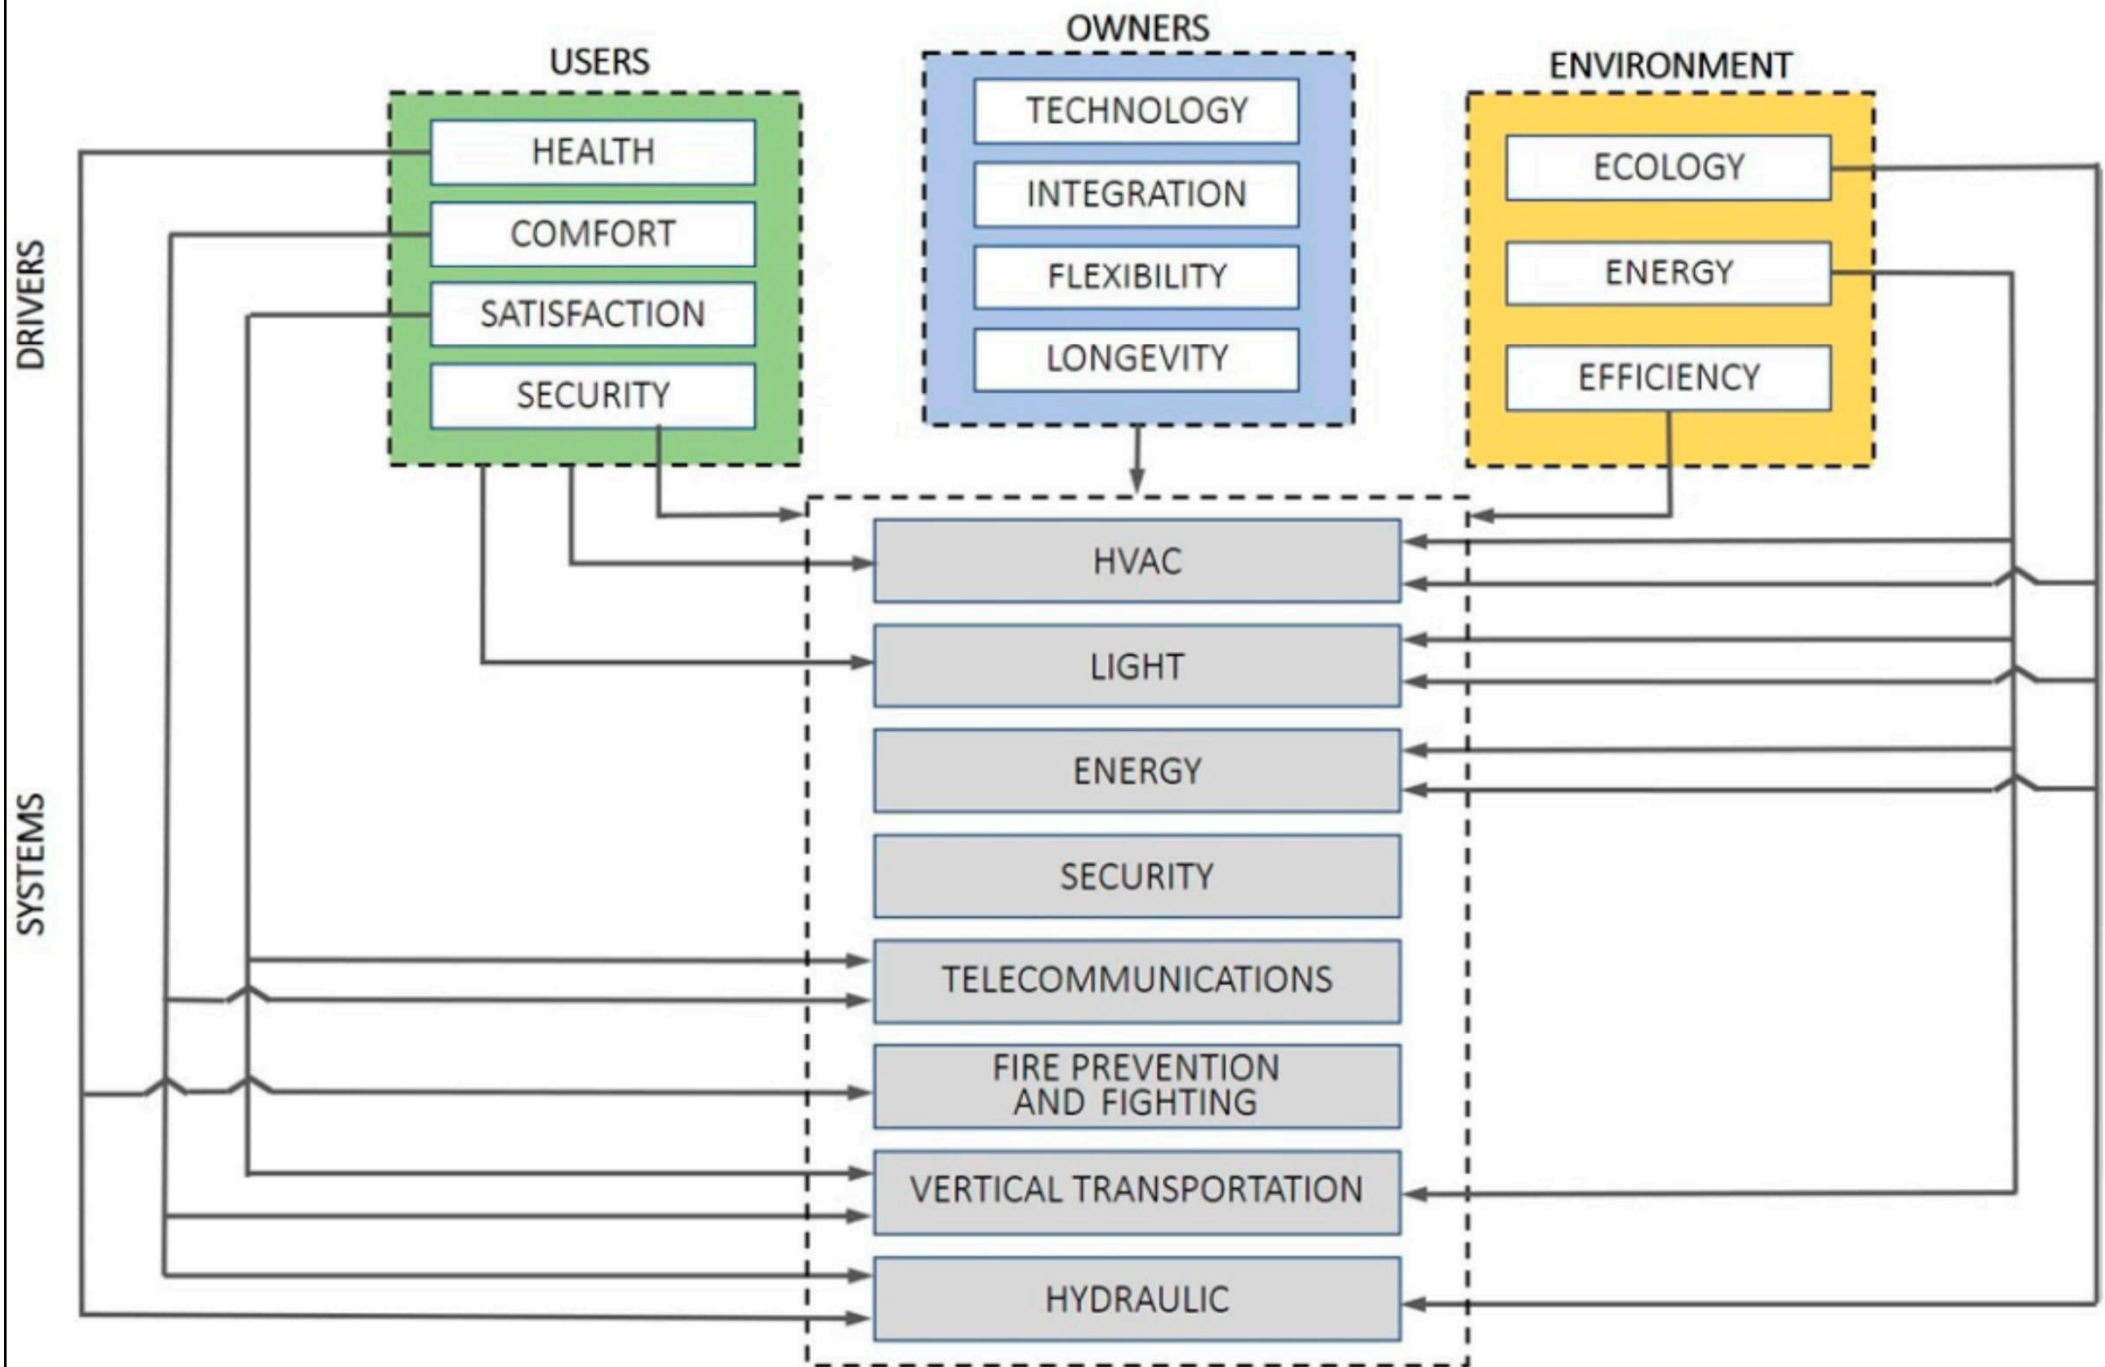 OWNERS
USERS
ENVIRONMENT
DRIVERS
HEALTH
COMFORT
SATISFACTION
SECURITY
TECHNOLOGY
INTEGRATION
FLEXIBILITY
LONGEVITY
ECOLOGY
ENERGY
EFFICIENCY
SYSTEMS
HVAC
LIGHT
ENERGY
SECURITY
TELECOMMUNICATIONS
FIRE PREVENTION
AND FIGHTING
VERTICAL TRANSPORTATION
HYDRAULIC